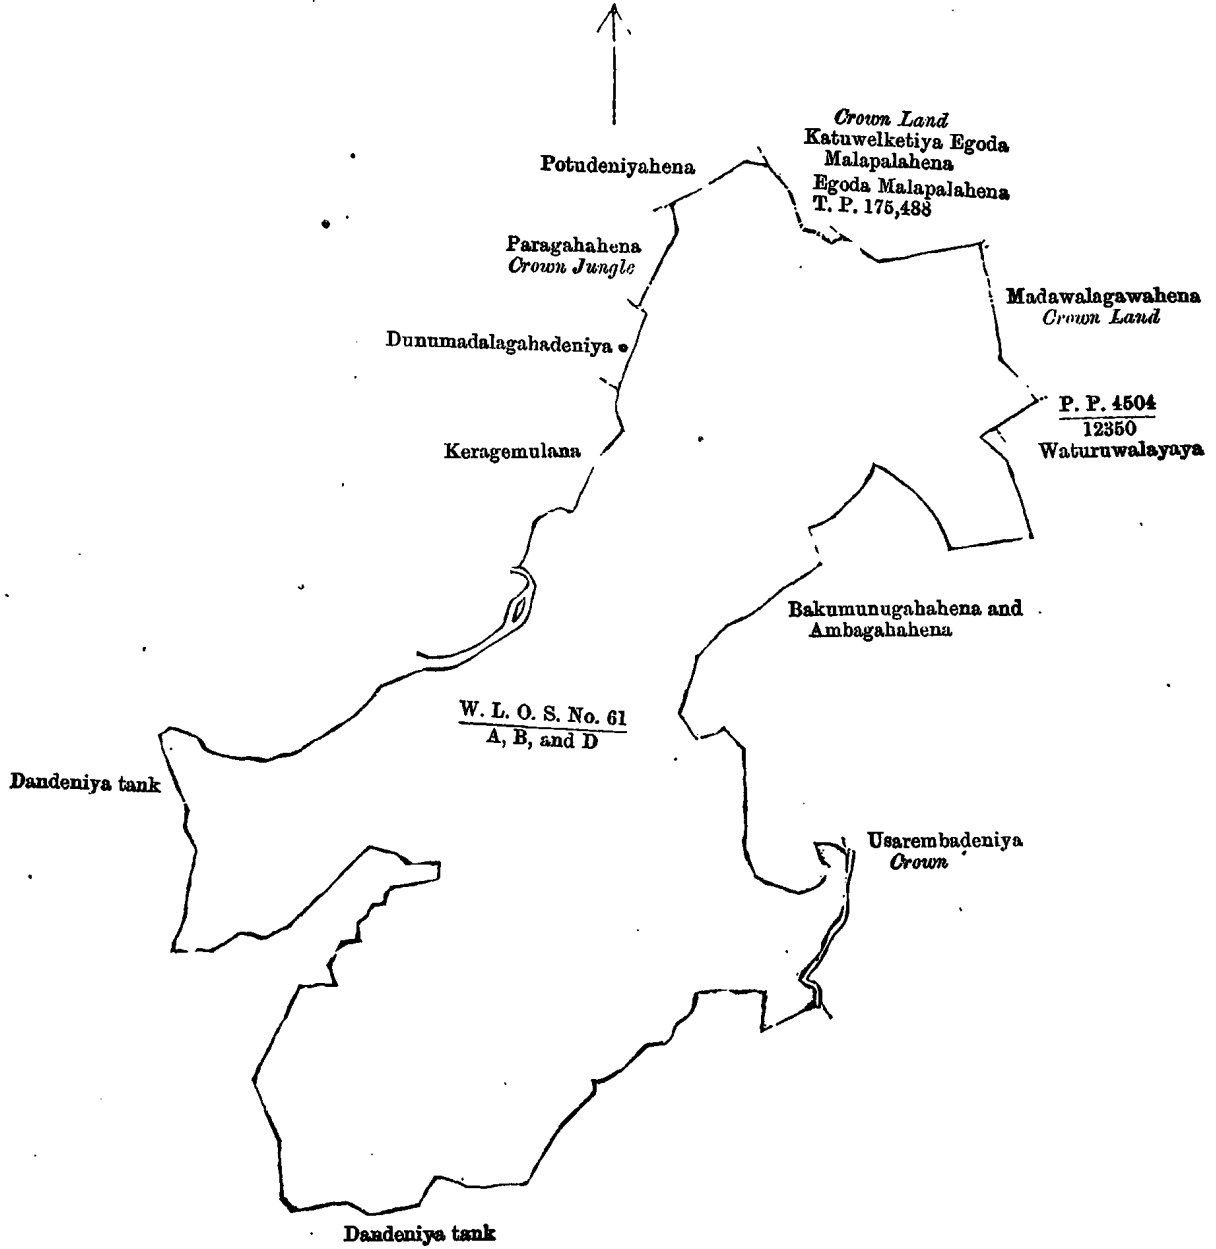 Crown Land
Katuwelketiya Egoda
Malapalahena
Potudeniyahena
Egoda Malapalahena
T. P. 175,488
Paragahahena
Crown Jungle
Madawalagawahena
Crown Land
Dunumadalagahadeniya
P. P. 4504
12350
Waturuwalayaya
Keragemulana
Bakumunugahahena and
Ambagahahena
W. L. O. S. No. 61
A, B, and D
Dandeniya tank
Usarembadeniya
Crown
Dandeniya tank